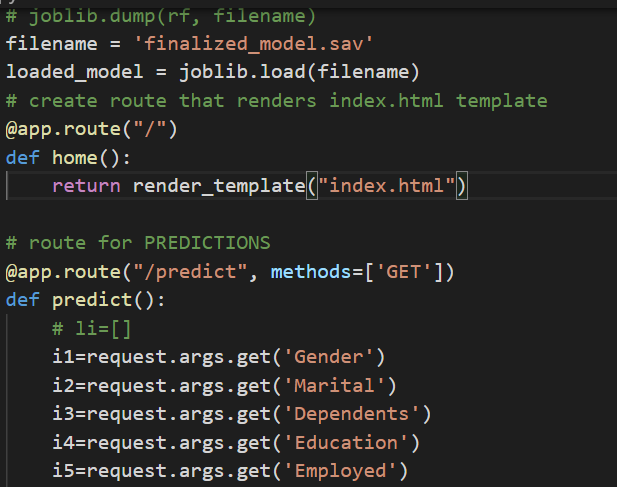 # joblib.dump(rf, filename)
filename = 'finalized_model.sav'
loaded_model = joblib.load(filename)
# create route that renders index.html template
@app.route("/")
def home():
    return render_template("index.html")

# route for PREDICTIONS
@app.route("/predict", methods=['GET'])
def predict():
    # li=[]
    i1=request.args.get('Gender')
    i2=request.args.get('Marital')
    i3=request.args.get('Dependents')
    i4=request.args.get('Education')
    i5=request.args.get('Employed')